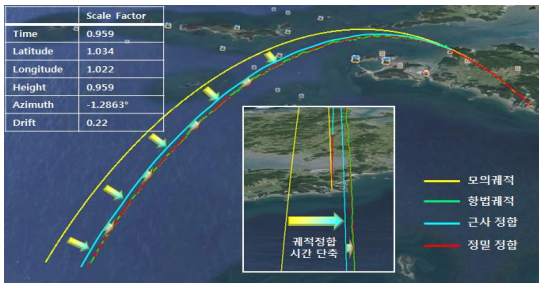 Scale Factor
Time 0.959
Latitude 1.034
Longitude 1.022
Height 0.959
Azimuth -1.2863°
Drift 0.22
궤적정합
시간 단축
모의궤적
항법궤적
근사 정합
정밀 정합